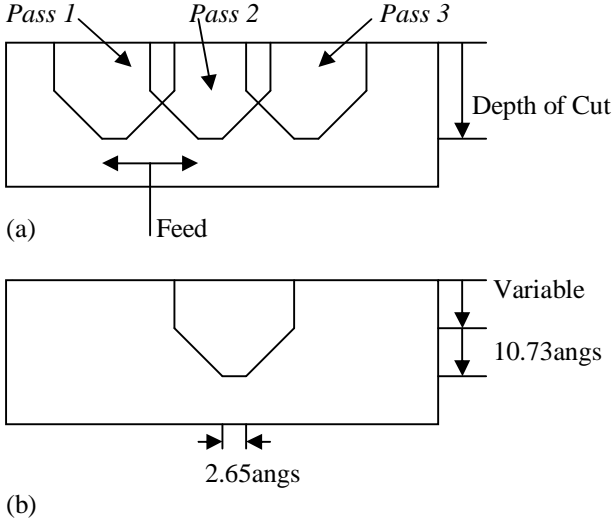 Pass 1 Pass 2 Pass 3
Depth of Cut
(a) Feed
Variable
10.73angs
2.65angs
(b)